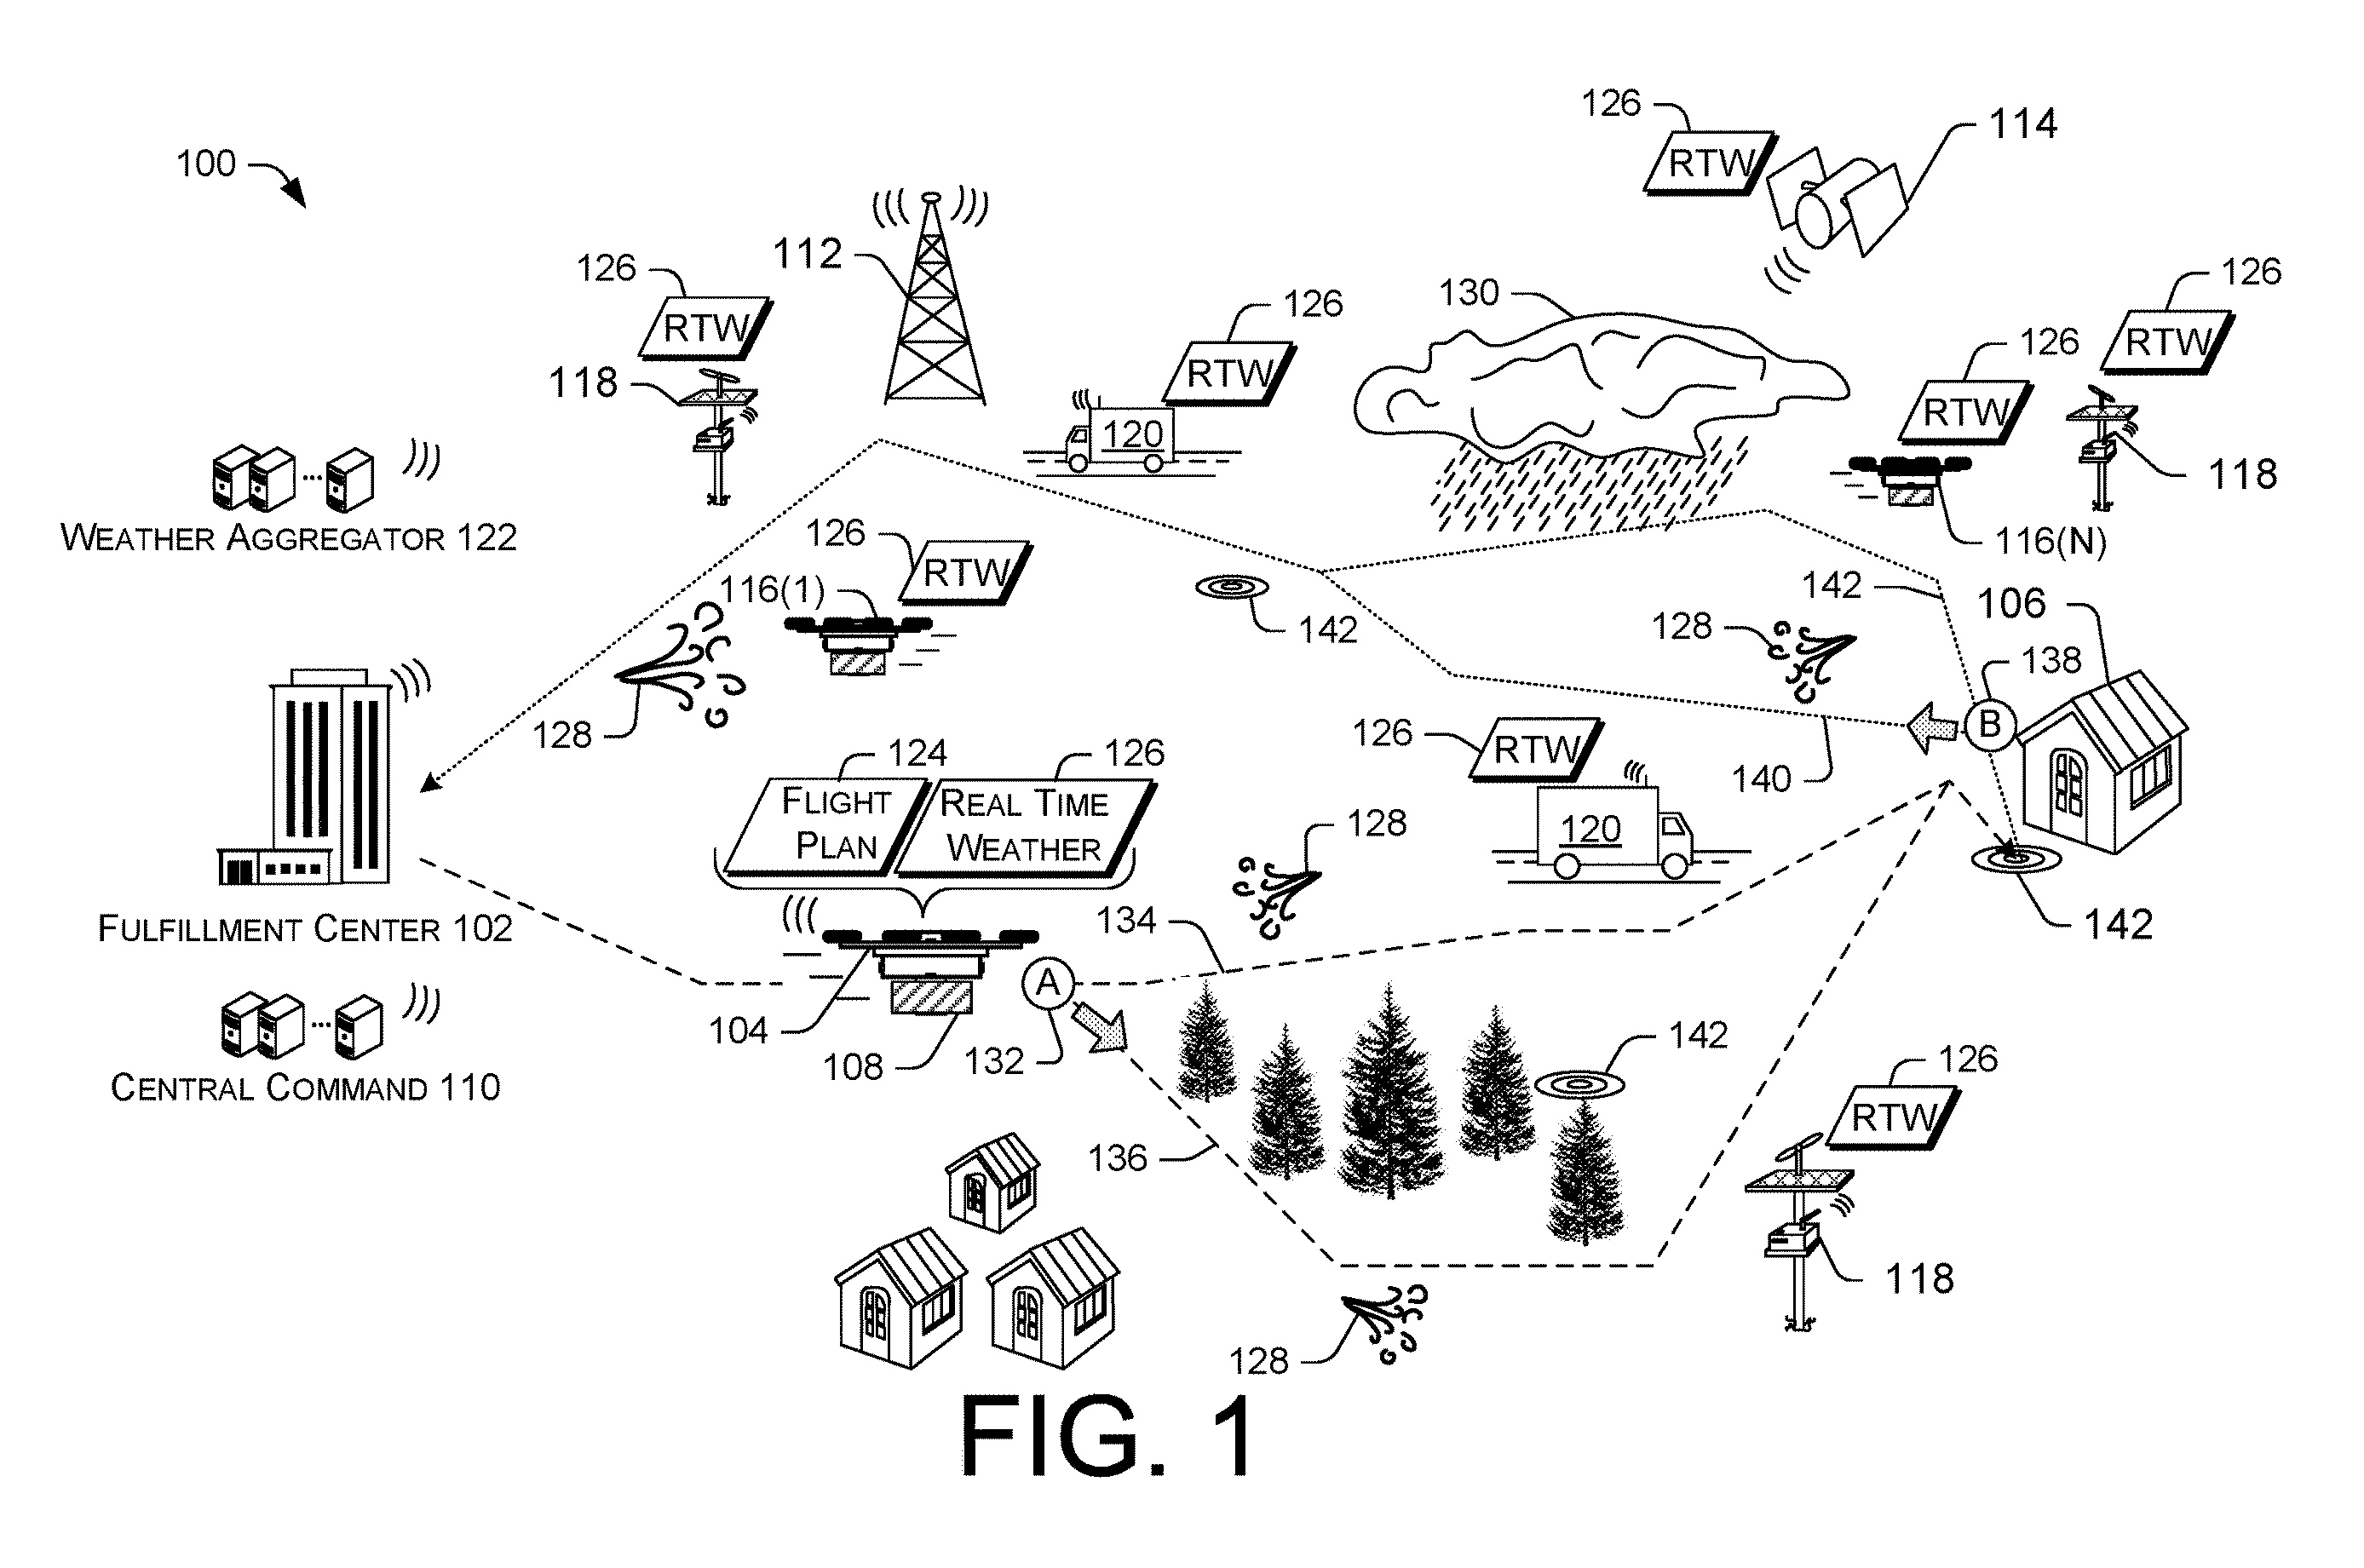 126
114
RTW
100
112
126
126
126
130
126
RTW
RTW
126
RTW
RTW
118
RTW
120
118
WEATHER AGGREGATOR 122
126
116(N)
RTW
116(1)
142
142
106
128
138
128
B
126
RTW
124
126
140
FLIGHT PLAN
REAL TIME WEATHER
128
120
134
142
FULFILLMENT CENTER 102
A
104
142
108
132
126
CENTRAL COMMAND 110
RTW
136
118
128
FIG. 1